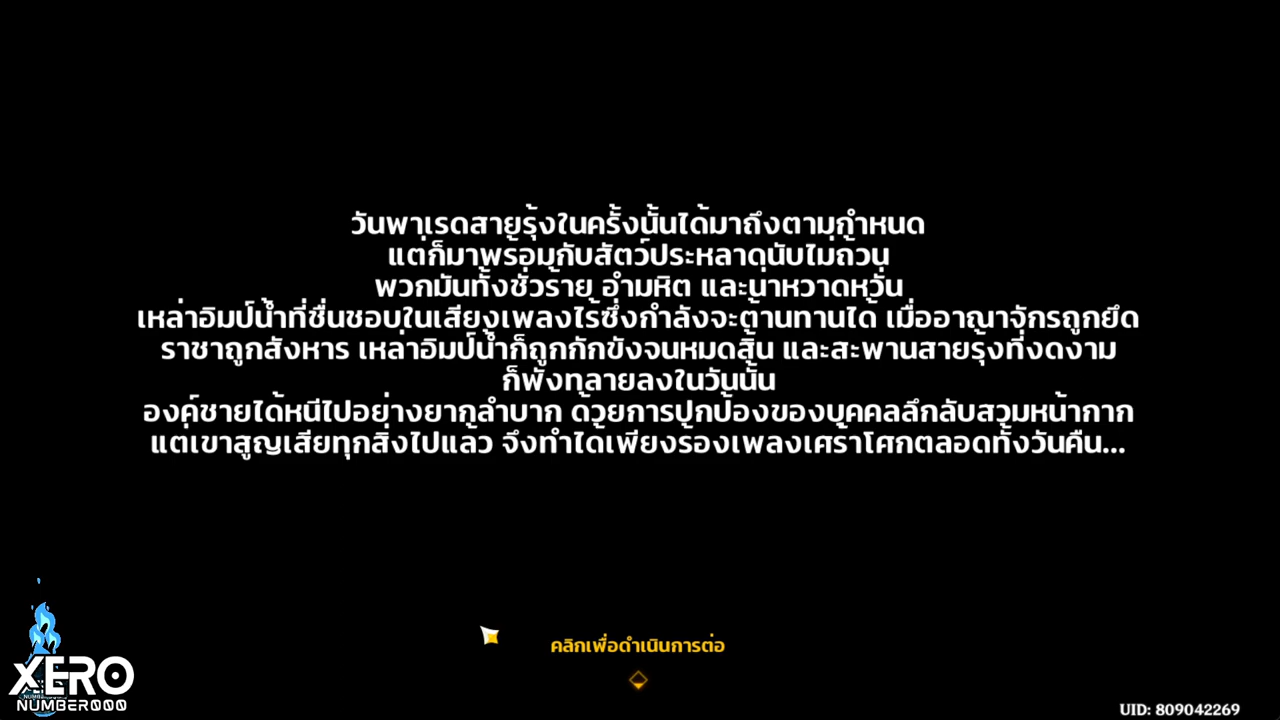 วันพาเรดสายรุ้งในครั้งนั้นได้มาถึงตามกำหนด
แต่ก็มาพร้อมกับสัตว์ประหลาดนับไม่ถ้วน
พวกมันทั้งชั่วร้าย อำมหิต และน่าหวาดหวั่น
เหล่าอิมป์น้ำที่ชื่นชอบในเสียงเพลงไร้ซึ่งกำลังจะต้านทานได้ เมื่ออาณาจักรถูกยึด
ราชาถูกสังหาร เหล่าอิมป์น้ำก็ถูกกักขังจนหมดสิ้น และสะพานสายรุ้งที่งดงาม
ก็พังทลายลงในวันนั้น
องค์ชายได้หนีไปอย่างยากลำบาก ด้วยการปกป้องของบุคคลลึกลับสวมหน้ากาก
แต่เขาสูญเสียทุกสิ่งไปแล้ว จึงทำได้เพียงร้องเพลงเศร้าโศกตลอดทั้งวันคืน...
คลิกเพื่อดำเนินการต่อ
XERO
NUMBER000
UID: 809042269